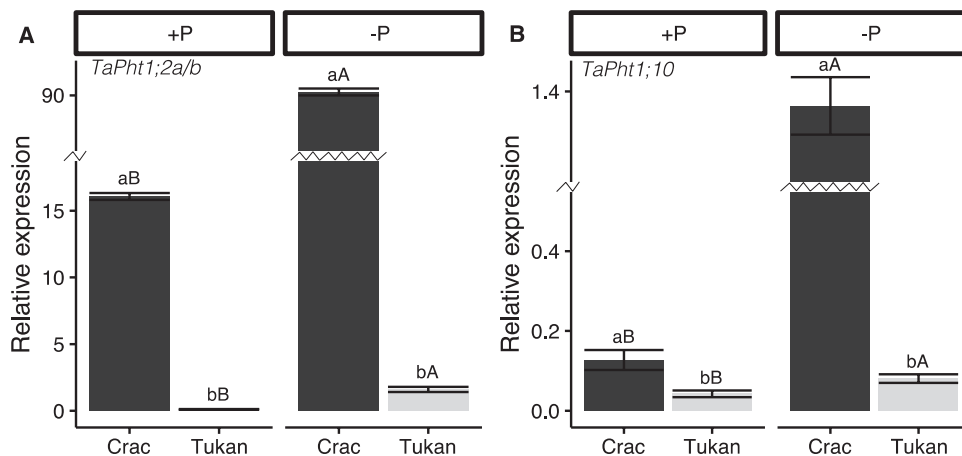 A
+P
-P
TaPht1;2a/b
Relative expression
90
15
5
0
aB
bB
aA
bA
Crac
Tukan
Crac
Tukan
B
+P
-P
TaPht1;10
Relative expression
1.4
0.4
0.2
0.0
aB
bB
aA
bA
Crac
Tukan
Crac
Tukan